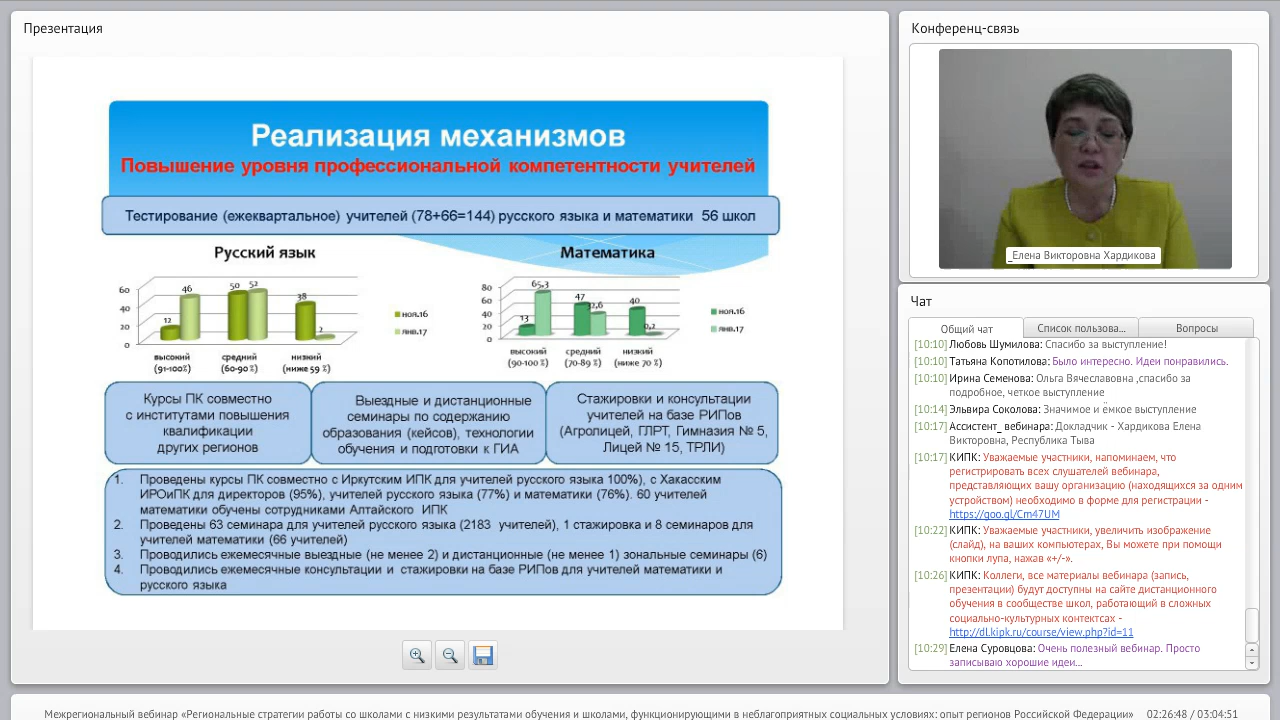 Презентация
Реализация механизмов
Повышение уровня профессиональной компетентности учителей
Тестирование (ежеквартальное) учителей (78+66=144) русского языка и математики 56 школ
Русский язык
60
40
20
0
12
46
50
52
38
2
высокий
(91-100%)
средний
(60-90 %)
низкий
(ниже 59 %)
ноя.16
янв.17
Математика
80
60
40
20
0
13
65,3
47
2,6
40
0,2
высокий
(90-100 %)
средний
(70-89 %)
низкий
(ниже 70 %)
ноя.16
янв.17
Курсы ПК совместно
с институтами повышения
квалификации
других регионов
Выездные и дистанционные
семинары по содержанию
образования (кейсов), технологии
обучения и подготовки к ГИА
Стажировки и консультации
учителей на базе РИПов
(Агролицей, ГЛРТ, Гимназия № 5,
Лицей № 15, ТРЛИ)
1. Проведены курсы ПК совместно с Иркутским ИПК для учителей русского языка 100%), с Хакасским
ИРОиПК для директоров (95%), учителей русского языка (77%) и математики (76%. 60 учителей
математики обучены сотрудниками Алтайского ИПК
2. Проведены 63 семинара для учителей русского языка (2183 учителей), 1 стажировка и 8 семинаров для
учителей математики (66 учителей)
3. Проводились ежемесячные выездные (не менее 2) и дистанционные (не менее 1) зональные семинары (6)
4. Проводились ежемесячные консультации и стажировки на базе РИПов для учителей математики и
русского языка
Конференц-связь
_Елена Викторовна Хардикова
Чат
Общий чат
Список пользова...
Вопросы
[10:10] Любовь Шумилова: Спасибо за выступление!
[10:10] Татьяна Копотилова: Было интересно. Идеи понравились.
[10:10] Ирина Семенова: Ольга Вячеславовна ,спасибо за
подробное, четкое выступление
[10:14] Эльвира Соколова: Значимое и ёмкое выступление
[10:17] Ассистент_ вебинара: Докладчик - Хардикова Елена
Викторовна, Республика Тыва
[10:17] КИПК: Уважаемые участники, напоминаем, что
регистрировать всех слушателей вебинара,
представляющих вашу организацию (находящихся за одним
устройством) необходимо в форме для регистрации -
https://goo.gl/Cm47UM
[10:22] КИПК: Уважаемые участники, увеличить изображение
(слайд), на ваших компьютерах, Вы можете при помощи
кнопки лупа, нажав «+/-».
[10:26] КИПК: Коллеги, все материалы вебинара (запись,
презентации) будут доступны на сайте дистанционного
обучения в сообществе школ, работающий в сложных
социально-культурных контекстах -
http://dl.kipk.ru/course/view.php?id=11
[10:29] Елена Суровцова: Очень полезный вебинар. Просто
записываю хорошие идеи...
Межрегиональный вебинар «Региональные стратегии работы со школами с низкими результатами обучения и школами, функционирующими в неблагоприятных социальных условиях: опыт регионов Российской Федерации» 02:26:48 / 03:04:51